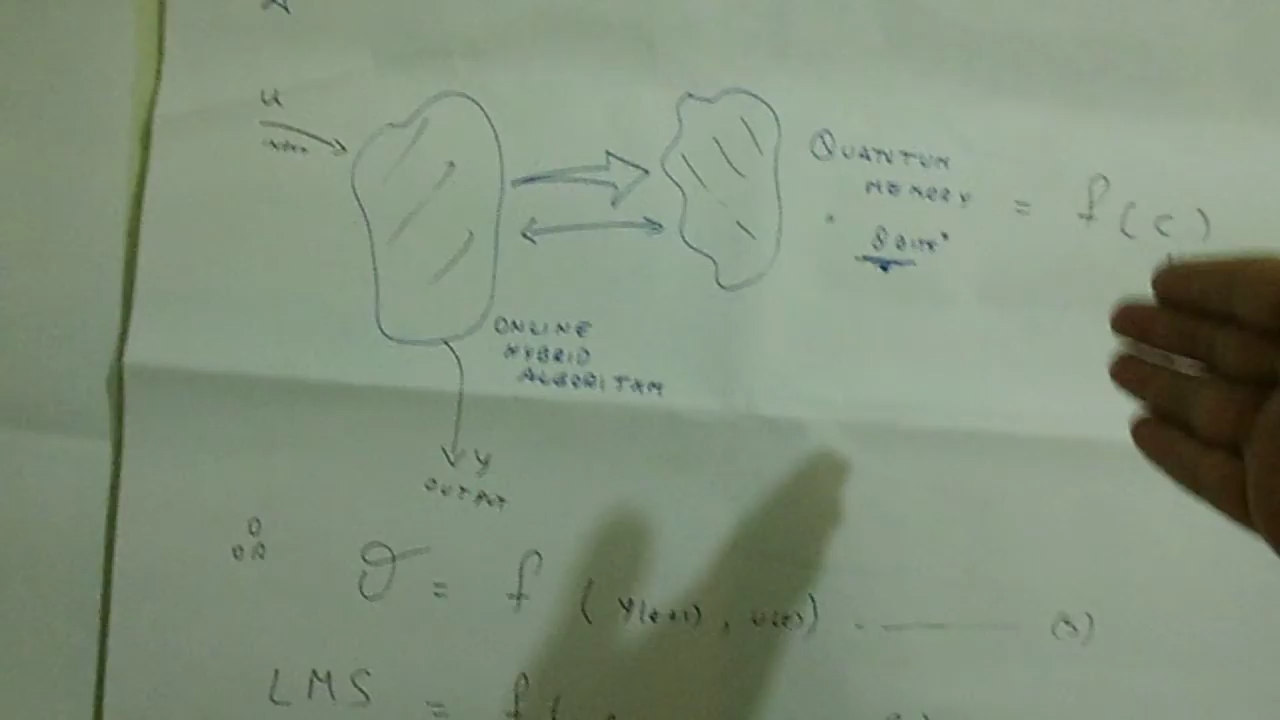 U
QUANTUM
MEMORY = f(c)
ONLINE
HYBRID
ALGORITHM
Y
OUTPUT
= f ( Y(t+1), U(t) )
LMS = f(